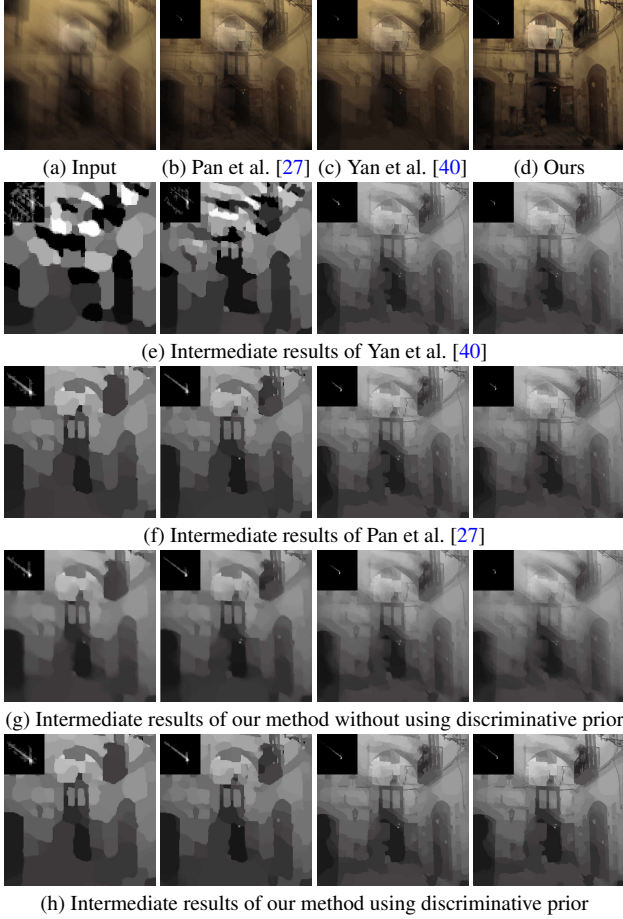 (a) Input (b) Pan et al. [27] (c) Yan et al. [40] (d) Ours
(e) Intermediate results of Yan et al. [40]
(f) Intermediate results of Pan et al. [27]
(g) Intermediate results of our method without using discriminative prior
(h) Intermediate results of our method using discriminative prior